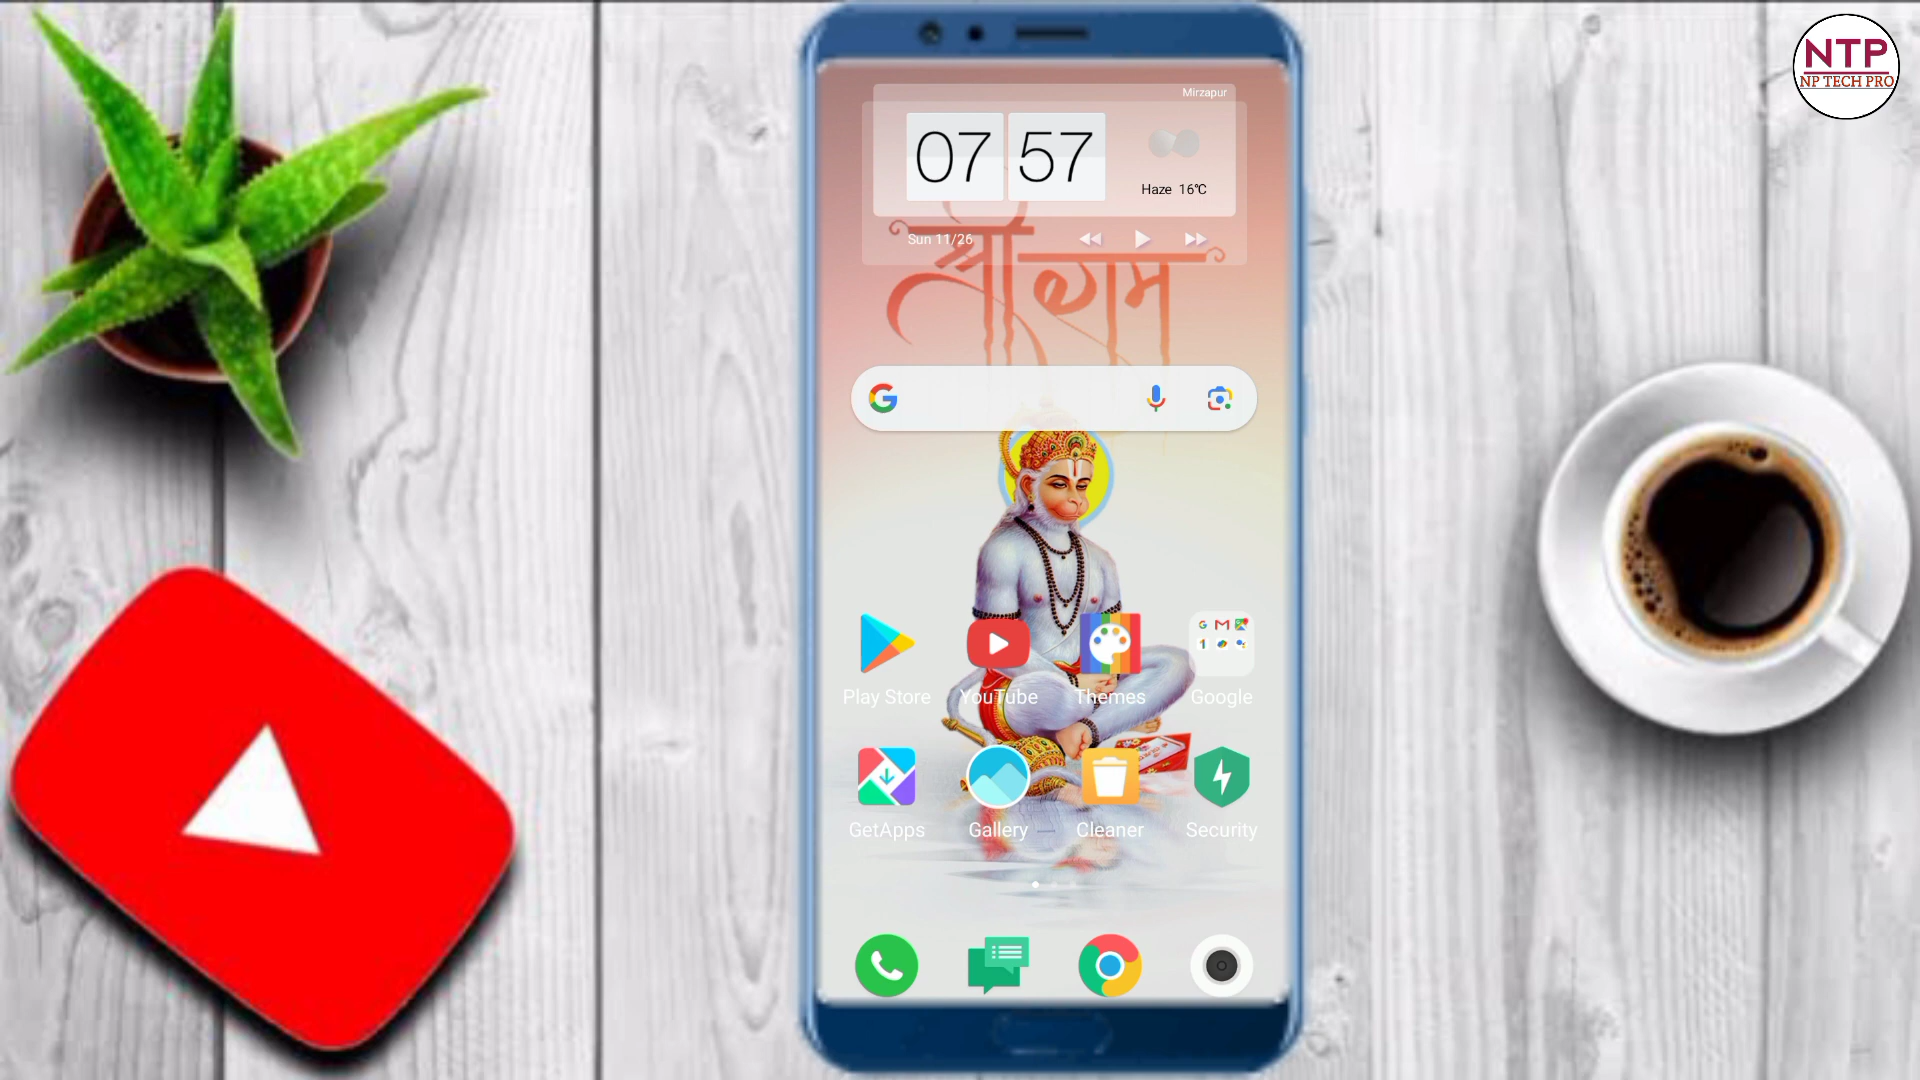 NTP
NP TECH PRO
Mirzapur
07 57
Haze 16℃
Sun 11/26
श्री राम
Play Store YouTube Themes Google
GetApps Gallery Cleaner Security